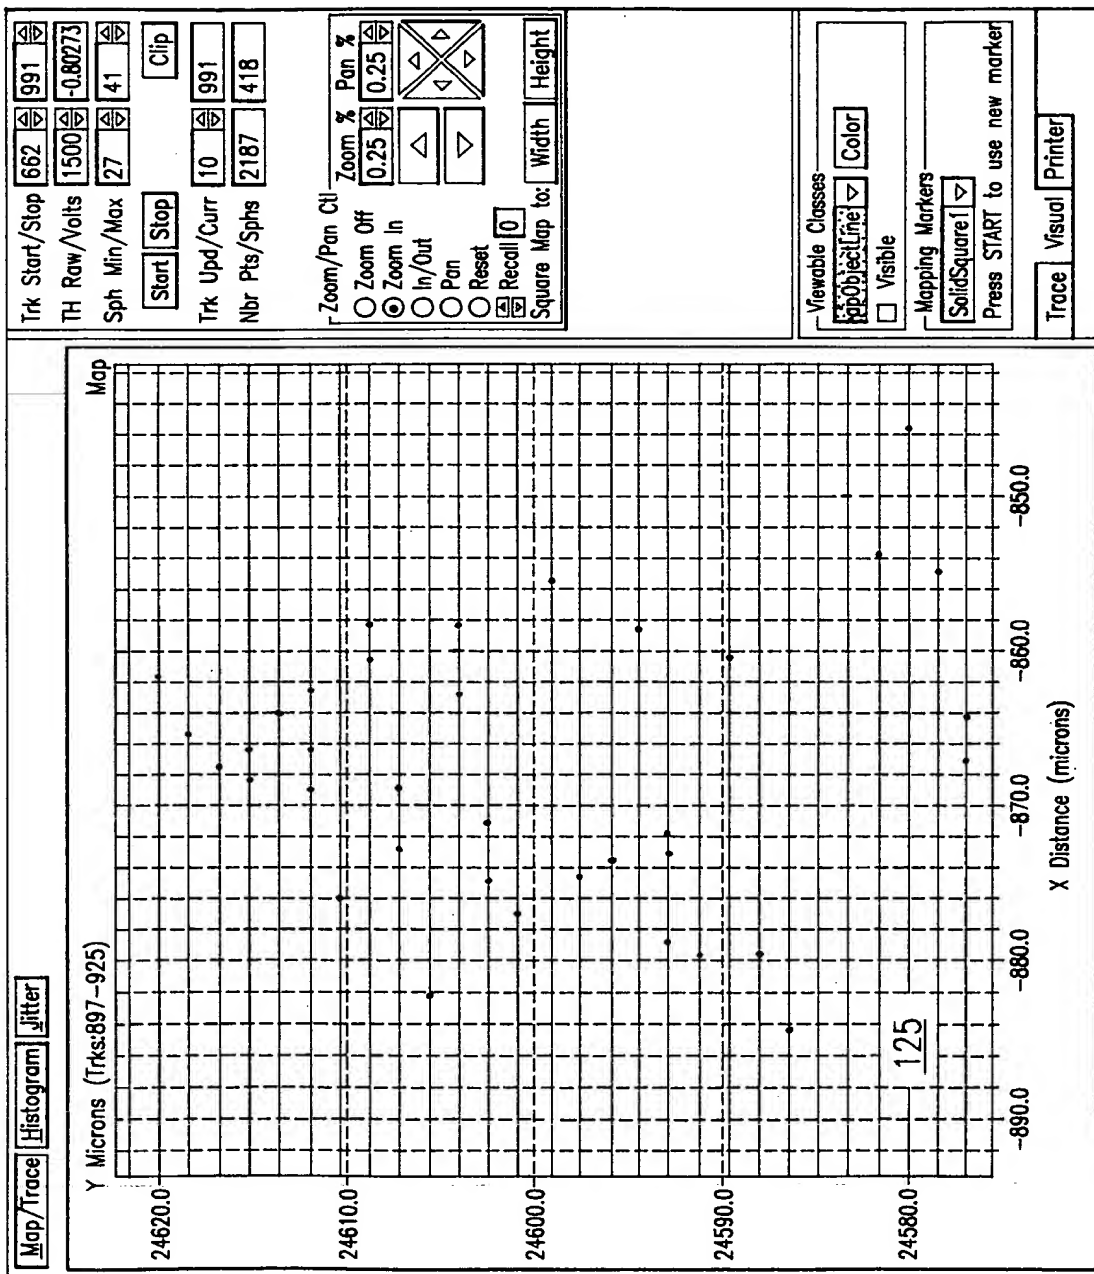 Map/Trace Histogram Jitter
Y Microns (Trks:897-925) Map
24620.0
24610.0
24600.0
24590.0
24580.0
125
-890.0 -880.0 -870.0 -860.0 -850.0
X Distance (microns)
Trk Start/Stop 662 991
TH Raw/Volts 1500 -0.80273
Sph Min/Max 27 41
Start Stop Clip
Trk Upd/Curr 10 991
Nbr Pts/Sphs 2187 418
Zoom/Pan Ctl Zoom % Pan %
Zoom Off 0.25 0.25
Zoom In
In/Out
Pan
Reset
Recall 0
Square Map to: Width Height
Viewable Classes
apObjectLine Color
Visible
Mapping Markers
SolidSquare1
Press START to use new marker
Trace Visual Printer